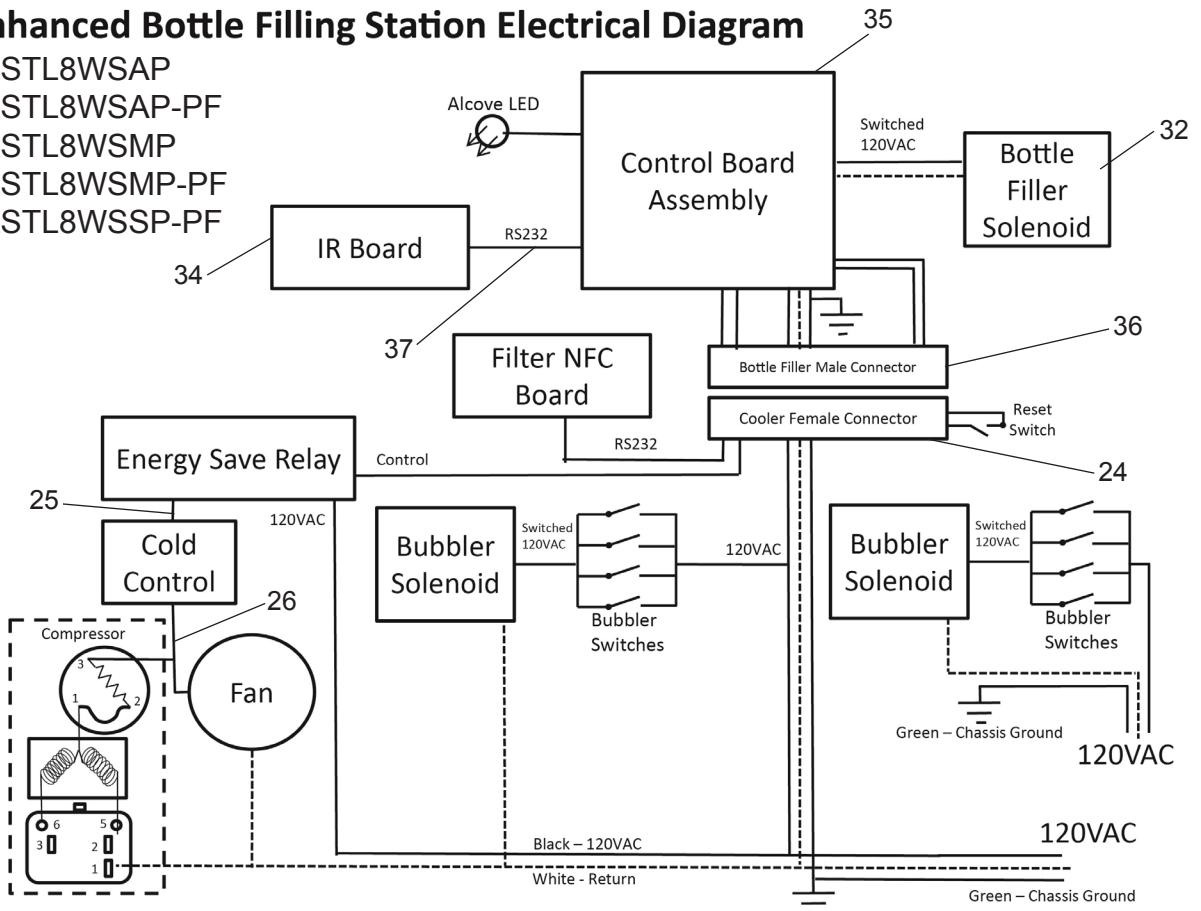 nhanced Bottle Filling Station Electrical Diagram
STL8WSAP
STL8WSAP-PF
STL8WSMP
STL8WSMP-PF
STL8WSSP-PF
35
Alcove LED
Control Board
Assembly
Switched
120VAC
Bottle
Filler
Solenoid
32
IR Board
RS232
34
37
36
Filter NFC
Board
Bottle Filler Male Connector
Cooler Female Connector
Reset
Switch
RS232
24
Energy Save Relay
Control
25
120VAC
Cold
Control
26
Bubbler
Solenoid
Switched
120VAC
120VAC
Bubbler
Switches
Bubbler
Solenoid
Switched
120VAC
Bubbler
Switches
Compressor
3
1
2
Fan
Green – Chassis Ground
120VAC
6
5
3
2
1
Black – 120VAC
120VAC
White - Return
Green – Chassis Ground